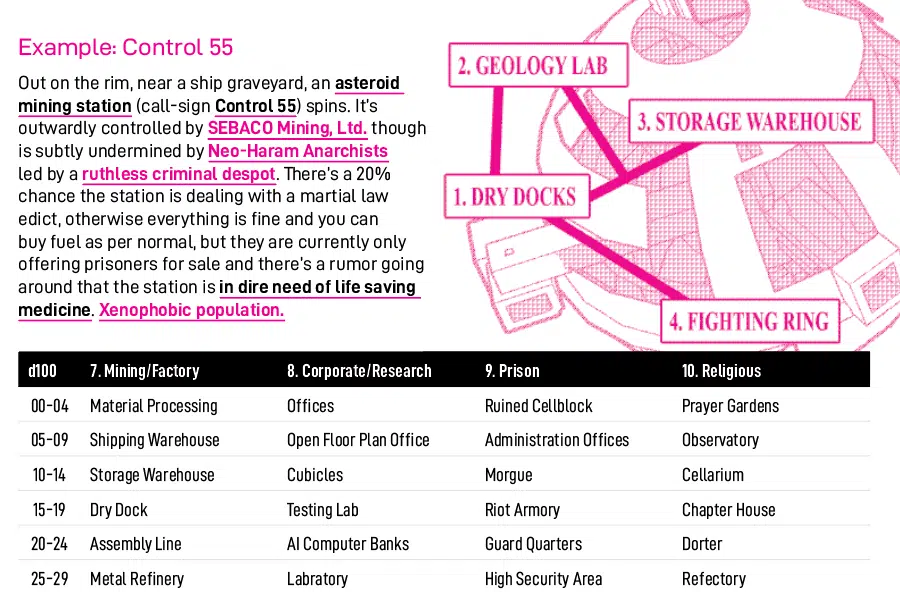 Example: Control 55
Out on the rim, near a ship graveyard, an asteroid
mining station (call-sign Control 55) spins. It's
outwardly controlled by SEBACO Mining, Ltd. though
is subtly undermined by Neo-Haram Anarchists
led by a ruthless criminal despot. There's a 20%
chance the station is dealing with a martial law
edict, otherwise everything is fine and you can
buy fuel as per normal, but they are currently only
offering prisoners for sale and there's a rumor going
around that the station is in dire need of life saving
medicine. Xenophobic population.
2. GEOLOGY LAB
3. STORAGE WAREHOUSE
1. DRY DOCKS
4. FIGHTING RING
d100 7. Mining/Factory 8. Corporate/Research 9. Prison 10. Religious
00-04 Material Processing Offices Ruined Cellblock Prayer Gardens
05-09 Shipping Warehouse Open Floor Plan Office Administration Offices Observatory
10-14 Storage Warehouse Cubicles Morgue Cellarium
15-19 Dry Dock Testing Lab Riot Armory Chapter House
20-24 Assembly Line AI Computer Banks Guard Quarters Dorter
25-29 Metal Refinery Labratory High Security Area Refectory